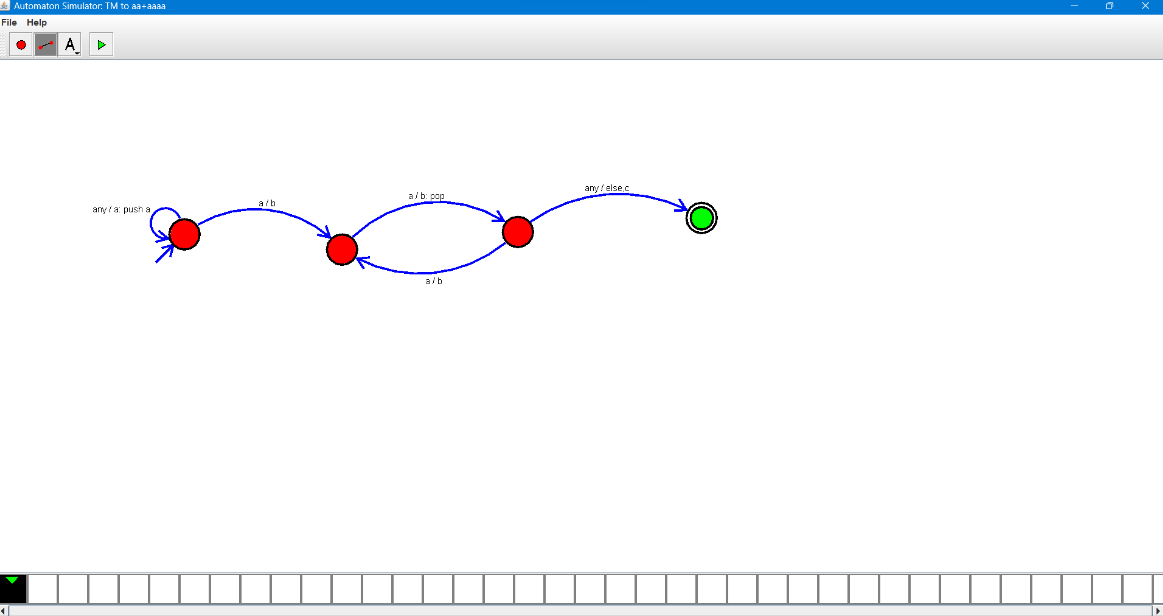 Automaton Simulator: TM to aa+aaaa
File Help
A
any / else,c
a / b: pop
a / b
any / a: push a
a / b